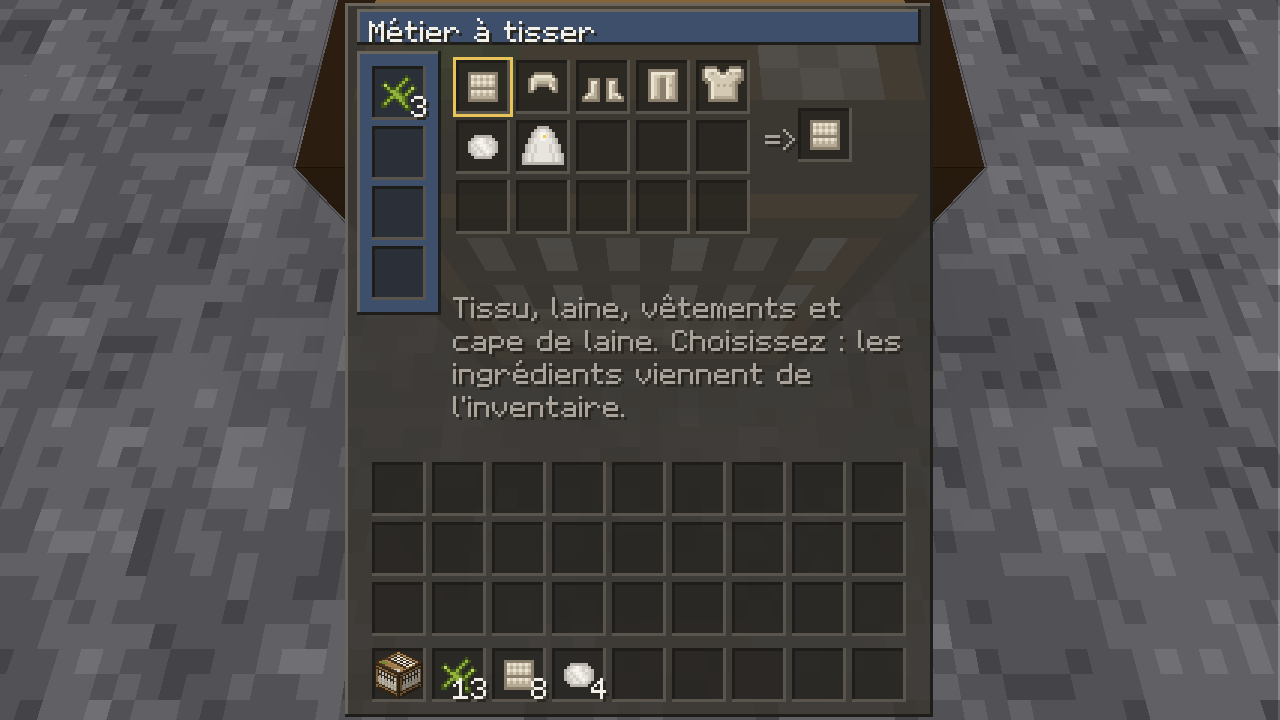 Métier à tisser
3
=>
Tissu, laine, vêtements et
cape de laine. Choisissez : les
ingrédients viennent de
l'inventaire.
13 8 4